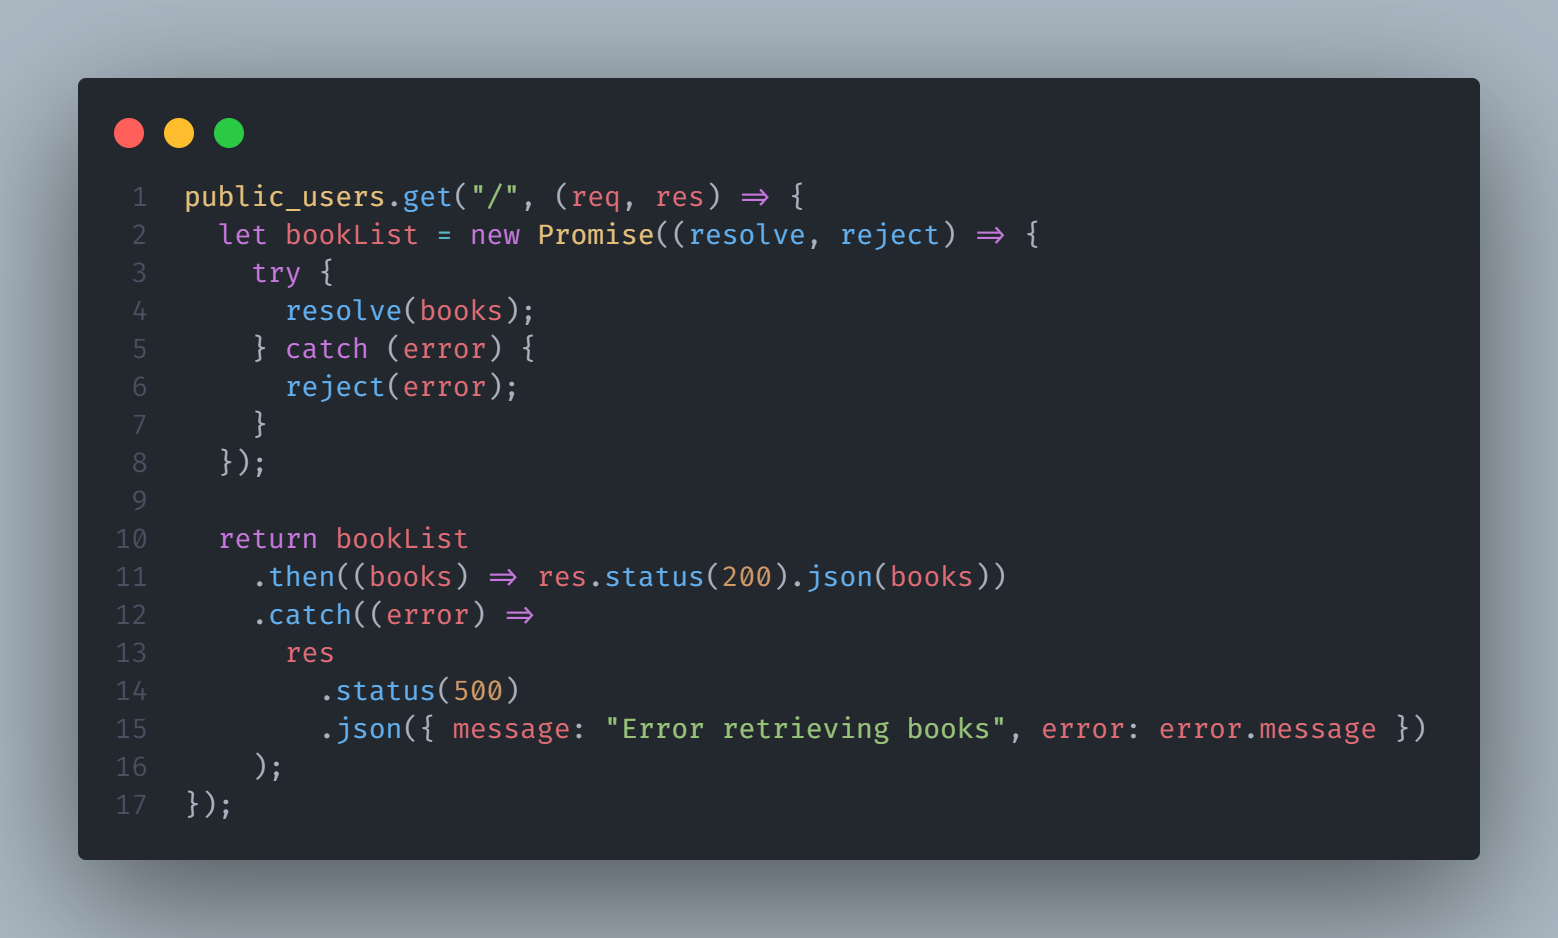 1 public_users.get("/", (req, res) => {
2   let bookList = new Promise((resolve, reject) => {
3     try {
4       resolve(books);
5     } catch (error) {
6       reject(error);
7     }
8   });
9
10   return bookList
11     .then((books) => res.status(200).json(books))
12     .catch((error) =>
13       res
14         .status(500)
15         .json({ message: "Error retrieving books", error: error.message })
16     );
17 });